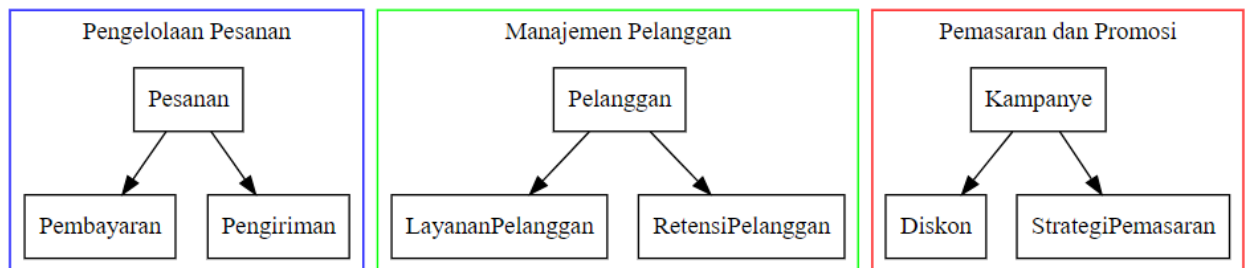 Pengelolaan Pesanan
Pesanan
Pembayaran
Pengiriman
Manajemen Pelanggan
Pelanggan
LayananPelanggan
RetensiPelanggan
Pemasaran dan Promosi
Kampanye
Diskon
StrategiPemasaran